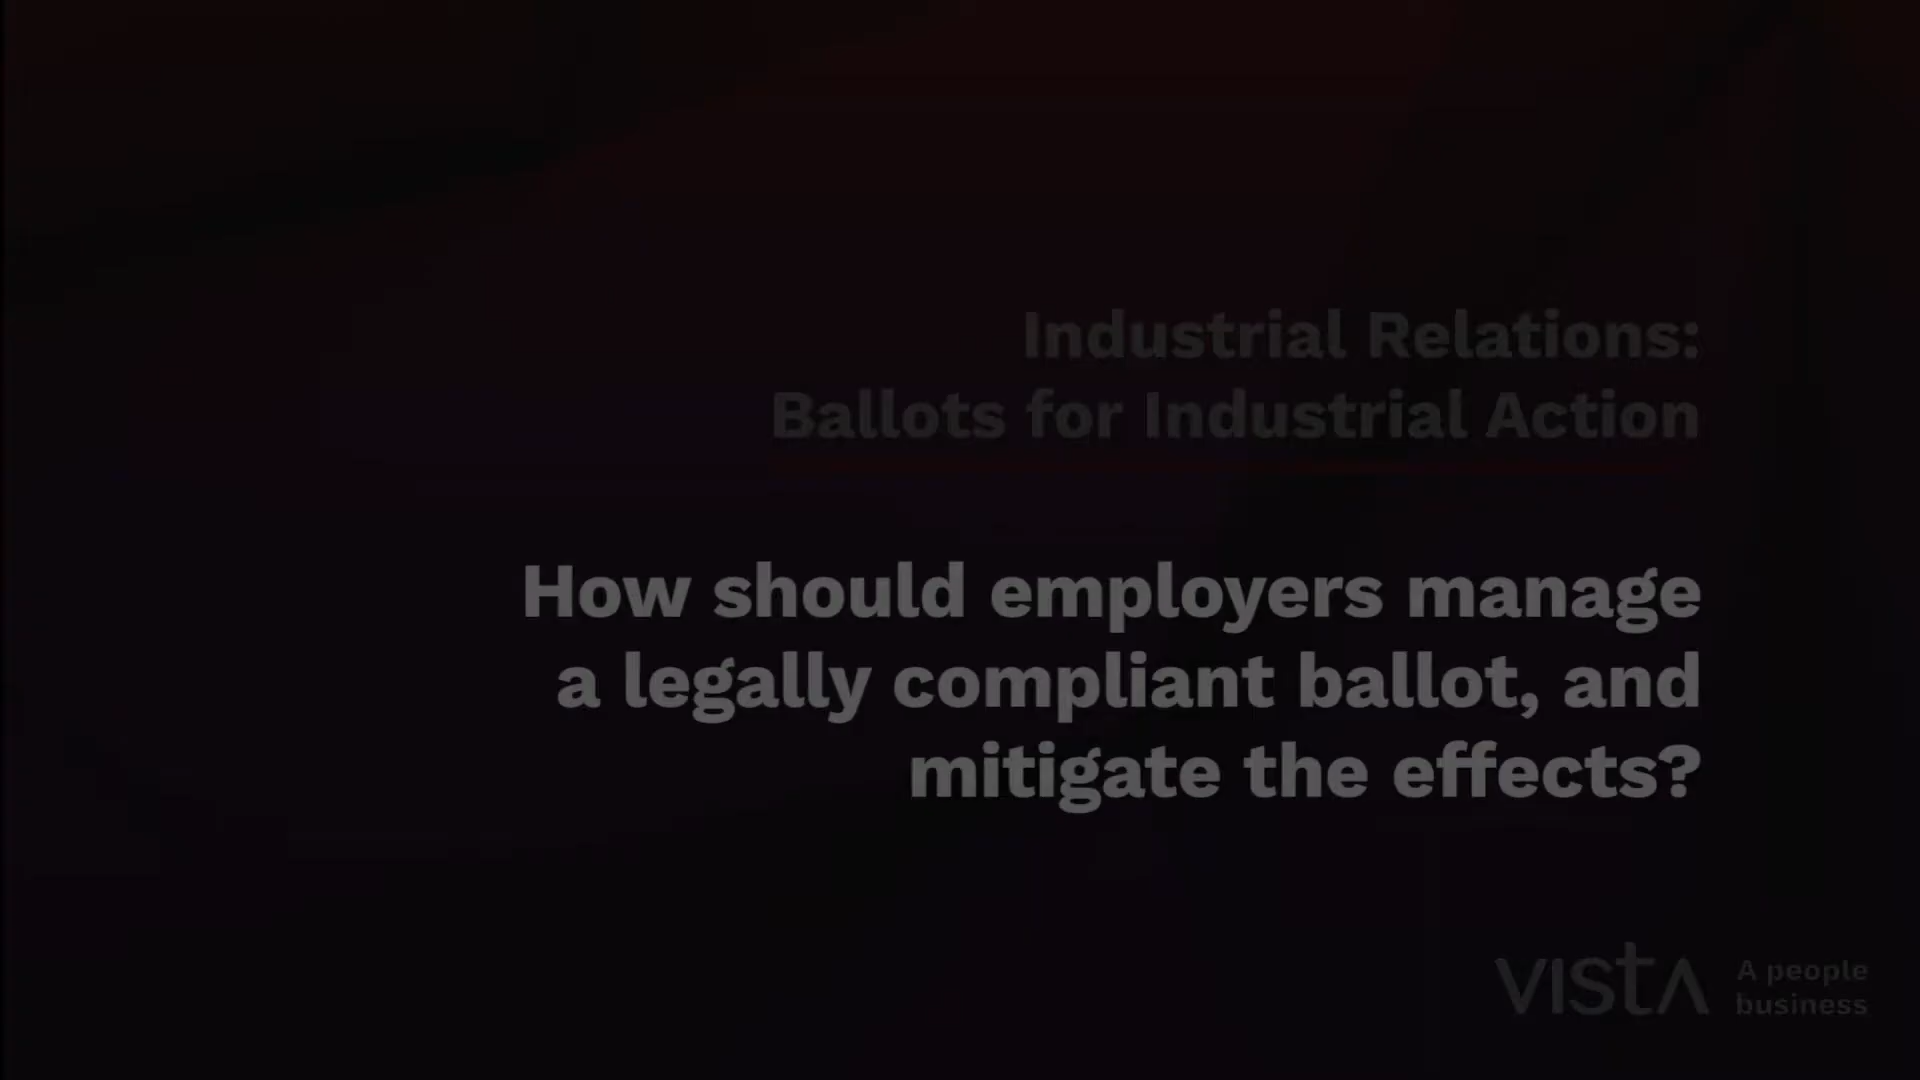 Industrial Relations:
Ballots for Industrial Action
How should employers manage
a legally compliant ballot, and
mitigate the effects?
vista
A people
business